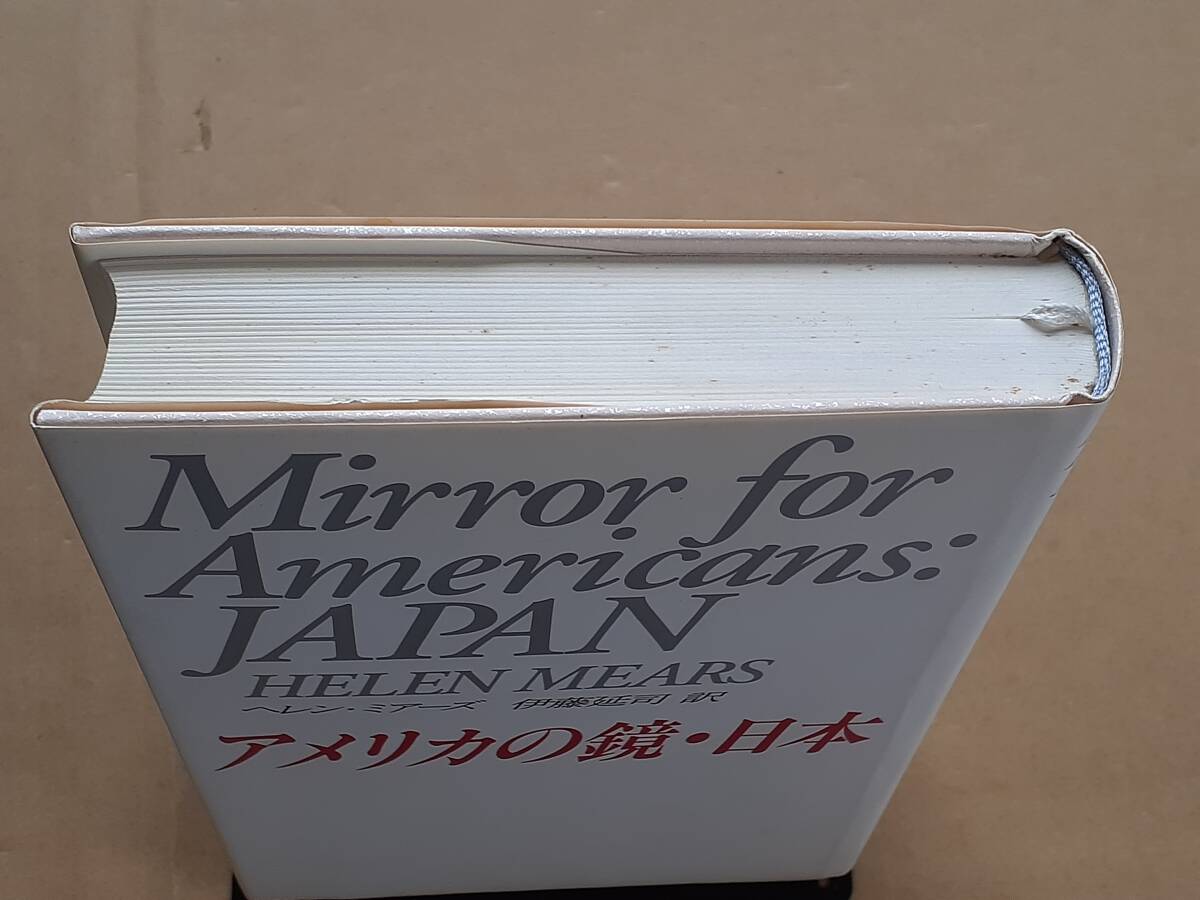 Mirror for
Americans:
JAPAN
HELEN MEARS
ヘレン・ミアーズ 伊藤延司 訳
アメリカの鏡・日本